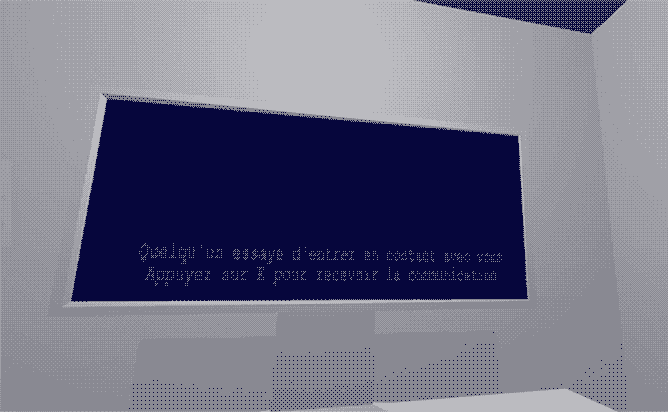 Quelqu'un essaye d'entrer en contact avec vous
Appuyez sur E pour recevoir la communication